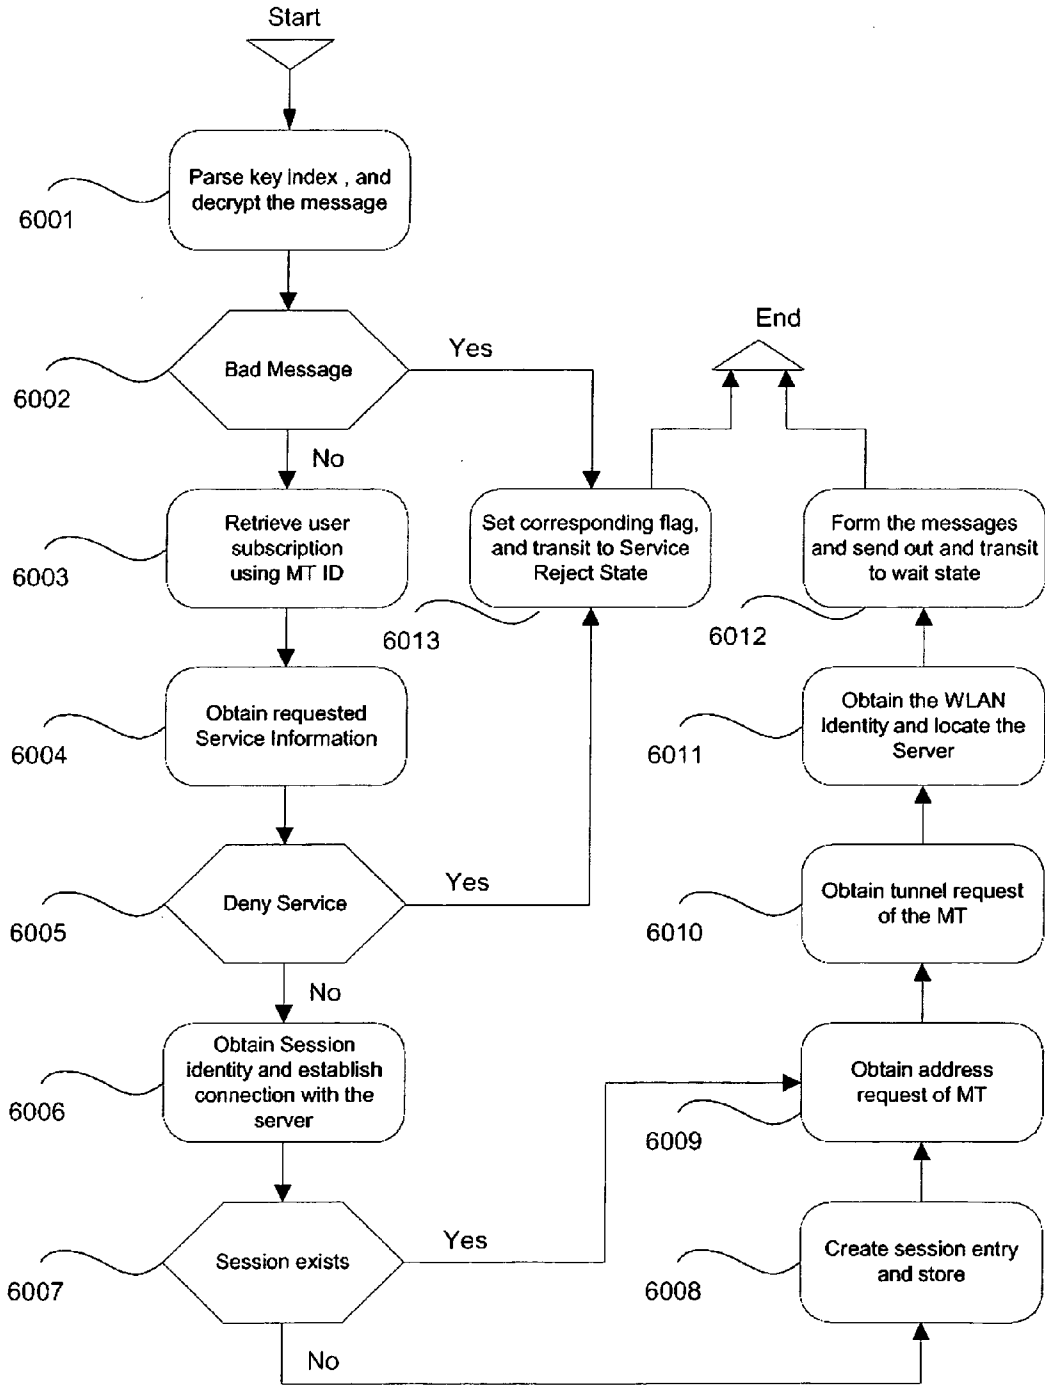 Start
Parse key index , and
decrypt the message
6001
Bad Message
Yes
6002
No
End
Retrieve user
subscription
using MT ID
6003
Set corresponding flag,
and transit to Service
Reject State
6013
Form the messages
and send out and transit
to wait state
6012
Obtain requested
Service Information
6004
Obtain the WLAN
Identity and locate the
Server
6011
Deny Service
Yes
6005
No
Obtain tunnel request
of the MT
6010
Obtain Session
identity and establish
connection with the
server
6006
Obtain address
request of MT
6009
Session exists
Yes
6007
No
Create session entry
and store
6008